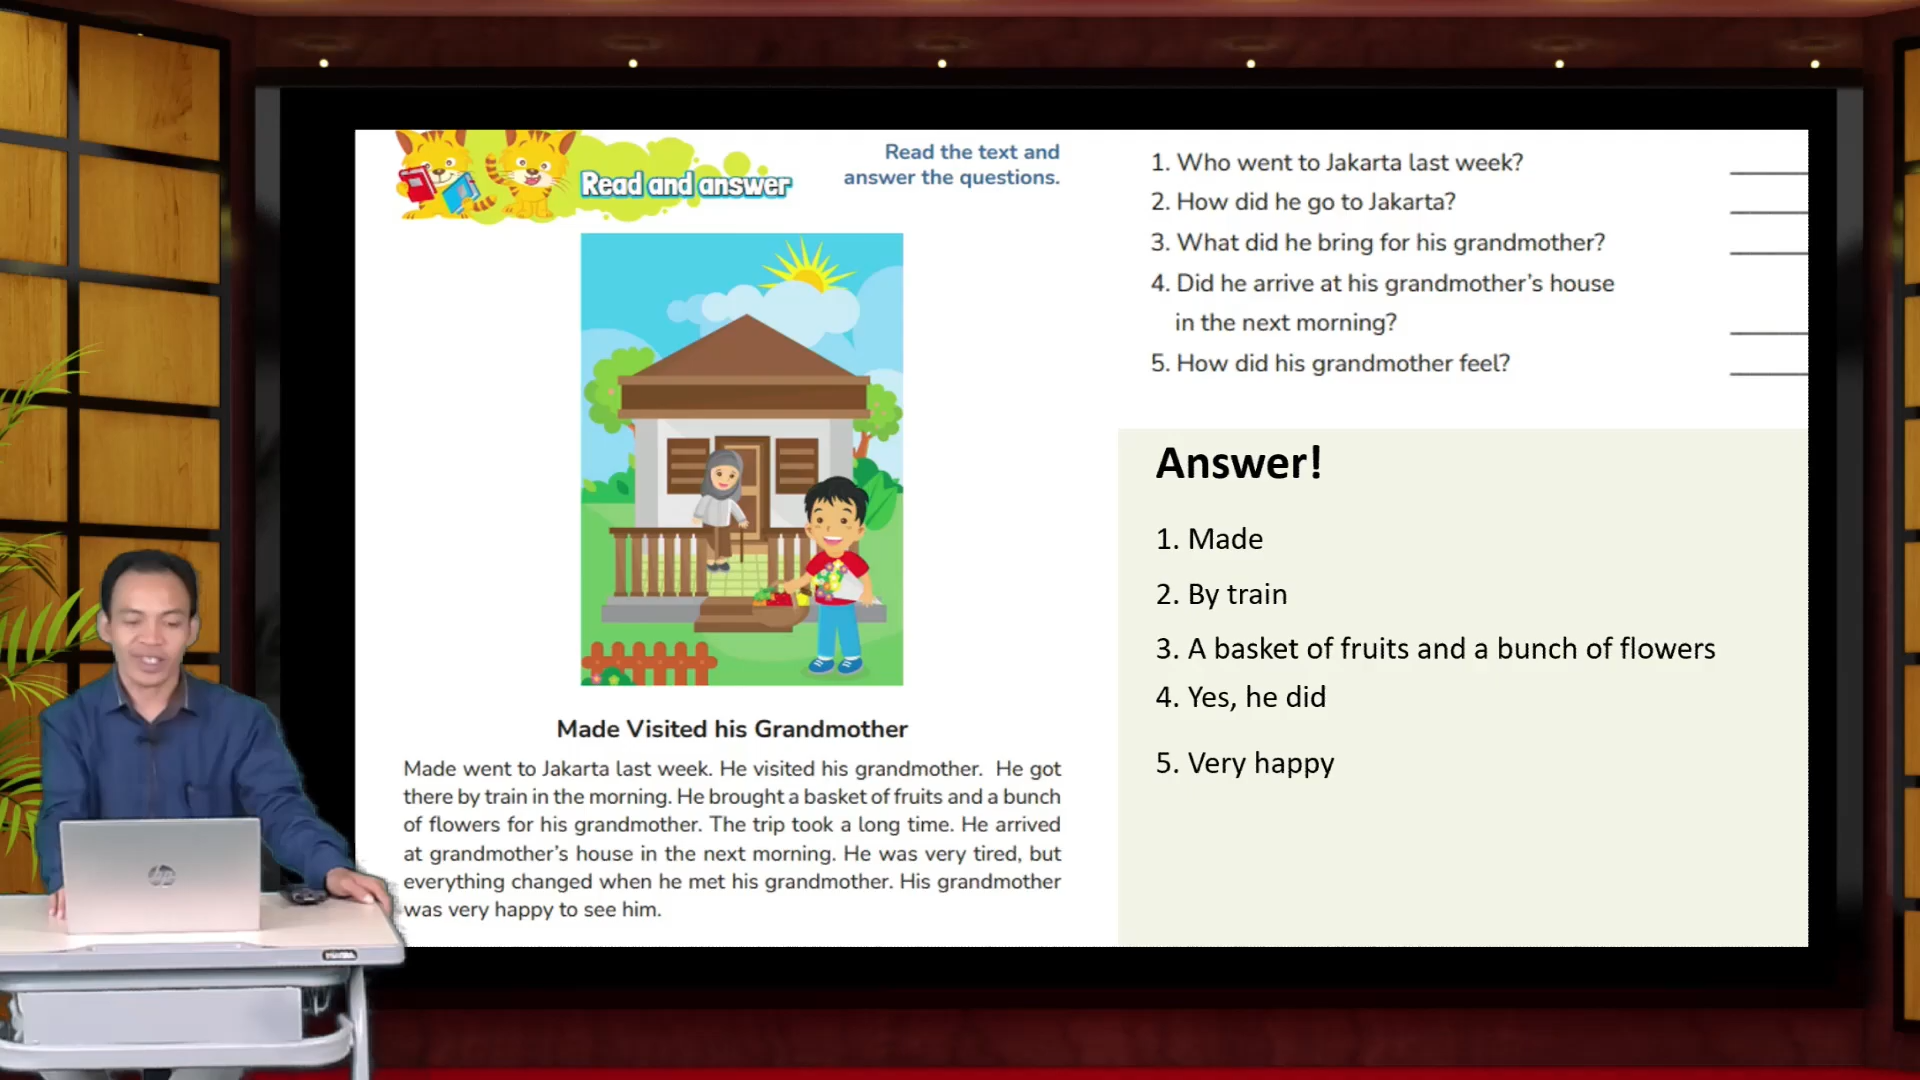 Read and answer
Read the text and
answer the questions.
Made Visited his Grandmother
Made went to Jakarta last week. He visited his grandmother. He got
there by train in the morning. He brought a basket of fruits and a bunch
of flowers for his grandmother. The trip took a long time. He arrived
at grandmother's house in the next morning. He was very tired, but
everything changed when he met his grandmother. His grandmother
was very happy to see him.
1. Who went to Jakarta last week?
2. How did he go to Jakarta?
3. What did he bring for his grandmother?
4. Did he arrive at his grandmother's house
in the next morning?
5. How did his grandmother feel?
Answer!
1. Made
2. By train
3. A basket of fruits and a bunch of flowers
4. Yes, he did
5. Very happy
hp